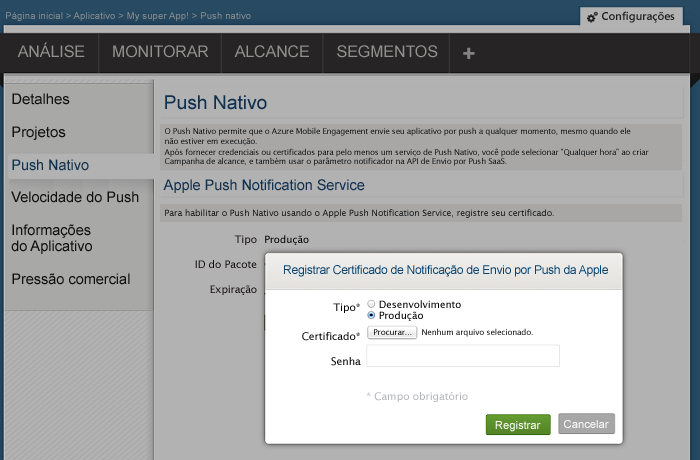 Página inicial > Aplicativo > My super App! > Push nativo
Configurações
ANÁLISE
MONITORAR
ALCANCE
SEGMENTOS
+
Detalhes
Projetos
Push Nativo
Velocidade do Push
Informações
do Aplicativo
Pressão comercial
Push Nativo
O Push Nativo permite que o Azure Mobile Engagement envie seu aplicativo por push a qualquer momento, mesmo quando ele
não estiver em execução.
Após fornecer credenciais ou certificados para pelo menos um serviço de Push Nativo, você pode selecionar "Qualquer hora" ao criar
Campanha de alcance, e também usar o parâmetro notificador na API de Envio por Push SaaS.
Apple Push Notification Service
Para habilitar o Push Nativo usando o Apple Push Notification Service, registre seu certificado.
Tipo Produção
ID do Pacote
Expiração
Registrar Certificado de Notificação de Envio por Push da Apple
Tipo* Desenvolvimento
Produção
Certificado* Procurar... Nenhum arquivo selecionado.
Senha
* Campo obrigatório
Registrar
Cancelar